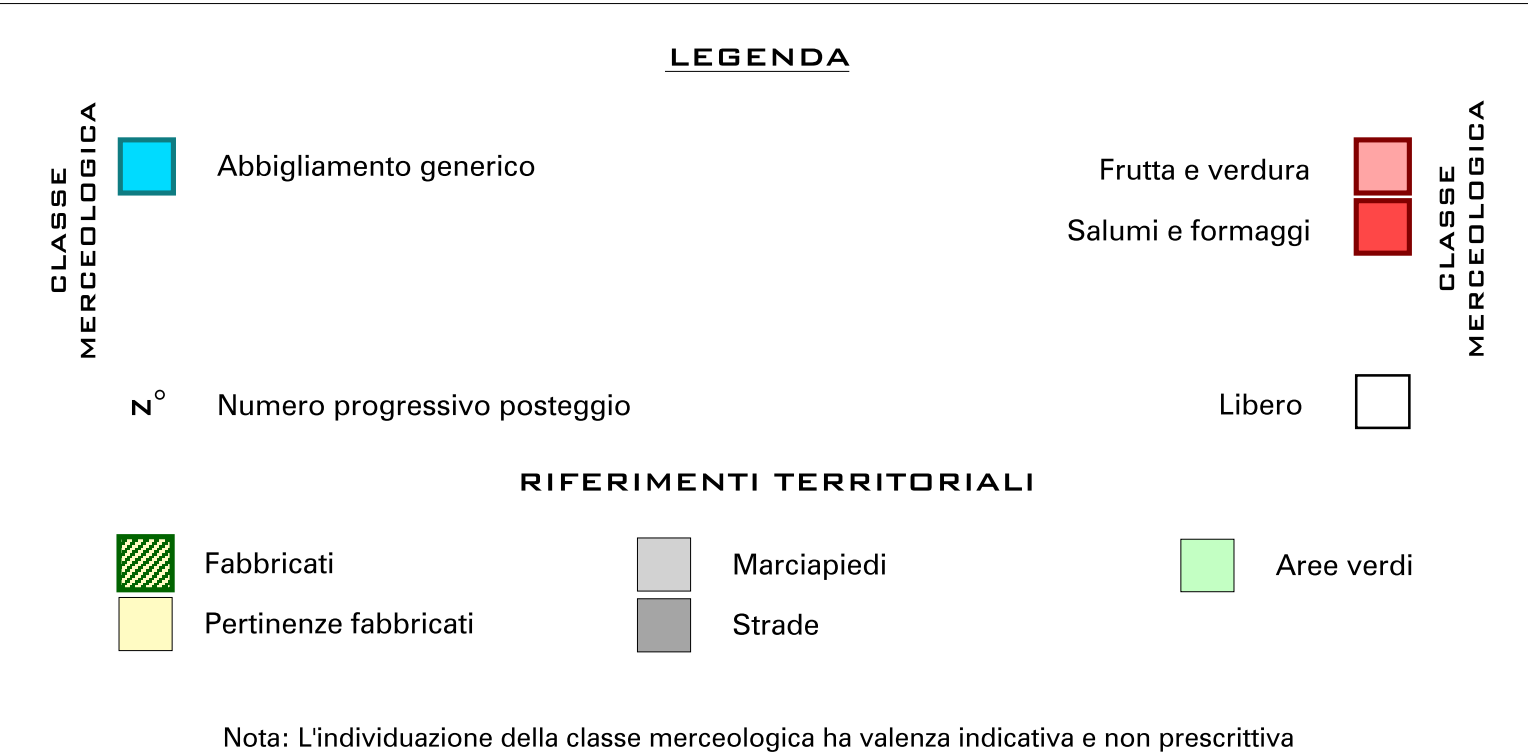 LEGENDA
CLASSE
MERCEOLOGICA
Abbigliamento generico
Frutta e verdura
Salumi e formaggi
CLASSE
MERCEOLOGICA
N° Numero progressivo posteggio
Libero
RIFERIMENTI TERRITORIALI
Fabbricati
Marciapiedi
Aree verdi
Pertinenze fabbricati
Strade
Nota: L'individuazione della classe merceologica ha valenza indicativa e non prescrittiva